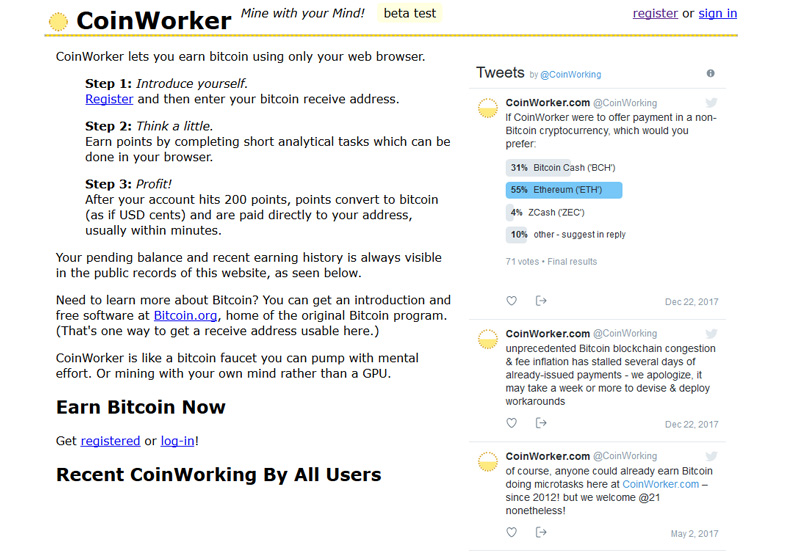 CoinWorker Mine with your Mind! beta test
register or sign in
CoinWorker lets you earn bitcoin using only your web browser.
Step 1: Introduce yourself.
Register and then enter your bitcoin receive address.
Step 2: Think a little.
Earn points by completing short analytical tasks which can be
done in your browser.
Step 3: Profit!
After your account hits 200 points, points convert to bitcoin
(as if USD cents) and are paid directly to your address,
usually within minutes.
Your pending balance and recent earning history is always visible
in the public records of this website, as seen below.
Need to learn more about Bitcoin? You can get an introduction and
free software at Bitcoin.org, home of the original Bitcoin program.
(That's one way to get a receive address usable here.)
CoinWorker is like a bitcoin faucet you can pump with mental
effort. Or mining with your own mind rather than a GPU.
Earn Bitcoin Now
Get registered or log-in!
Recent CoinWorking By All Users
Tweets by @CoinWorking
CoinWorker.com @CoinWorking
If CoinWorker were to offer payment in a non-
Bitcoin cryptocurrency, which would you
prefer:
31% Bitcoin Cash ('BCH')
55% Ethereum ('ETH')
4% ZCash ('ZEC')
10% other - suggest in reply
71 votes • Final results
Dec 22, 2017
CoinWorker.com @CoinWorking
unprecedented Bitcoin blockchain congestion
& fee inflation has stalled several days of
already-issued payments - we apologize, it
may take a week or more to devise & deploy
workarounds
Dec 22, 2017
CoinWorker.com @CoinWorking
of course, anyone could already earn Bitcoin
doing microtasks here at CoinWorker.com –
since 2012! but we welcome @21
nonetheless!
May 2, 2017